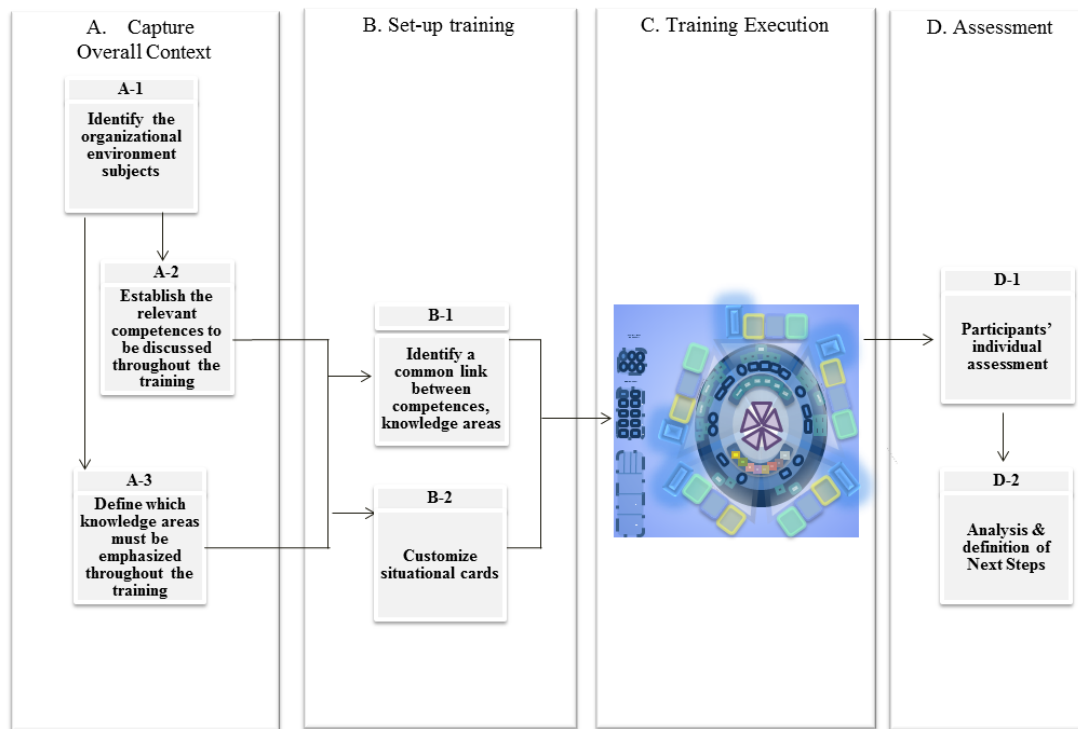 A. Capture
Overall Context
A-1
Identify the
organizational
environment
subjects
A-2
Establish the
relevant
competences to
be discussed
throughout the
training
A-3
Define which
knowledge areas
must be
emphasized
throughout the
training
B. Set-up training
B-1
Identify a
common link
between
competences,
knowledge areas
B-2
Customize
situational cards
C. Training Execution
D. Assessment
D-1
Participants'
individual
assessment
D-2
Analysis &
definition of
Next Steps